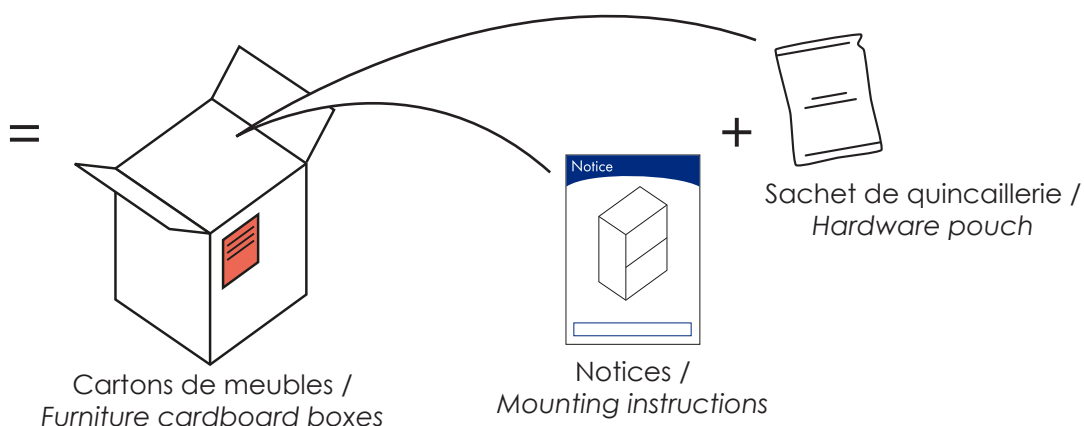 =
+
Notice
Sachet de quincaillerie /
Hardware pouch
Cartons de meubles /
Furniture cardboard boxes
Notices /
Mounting instructions